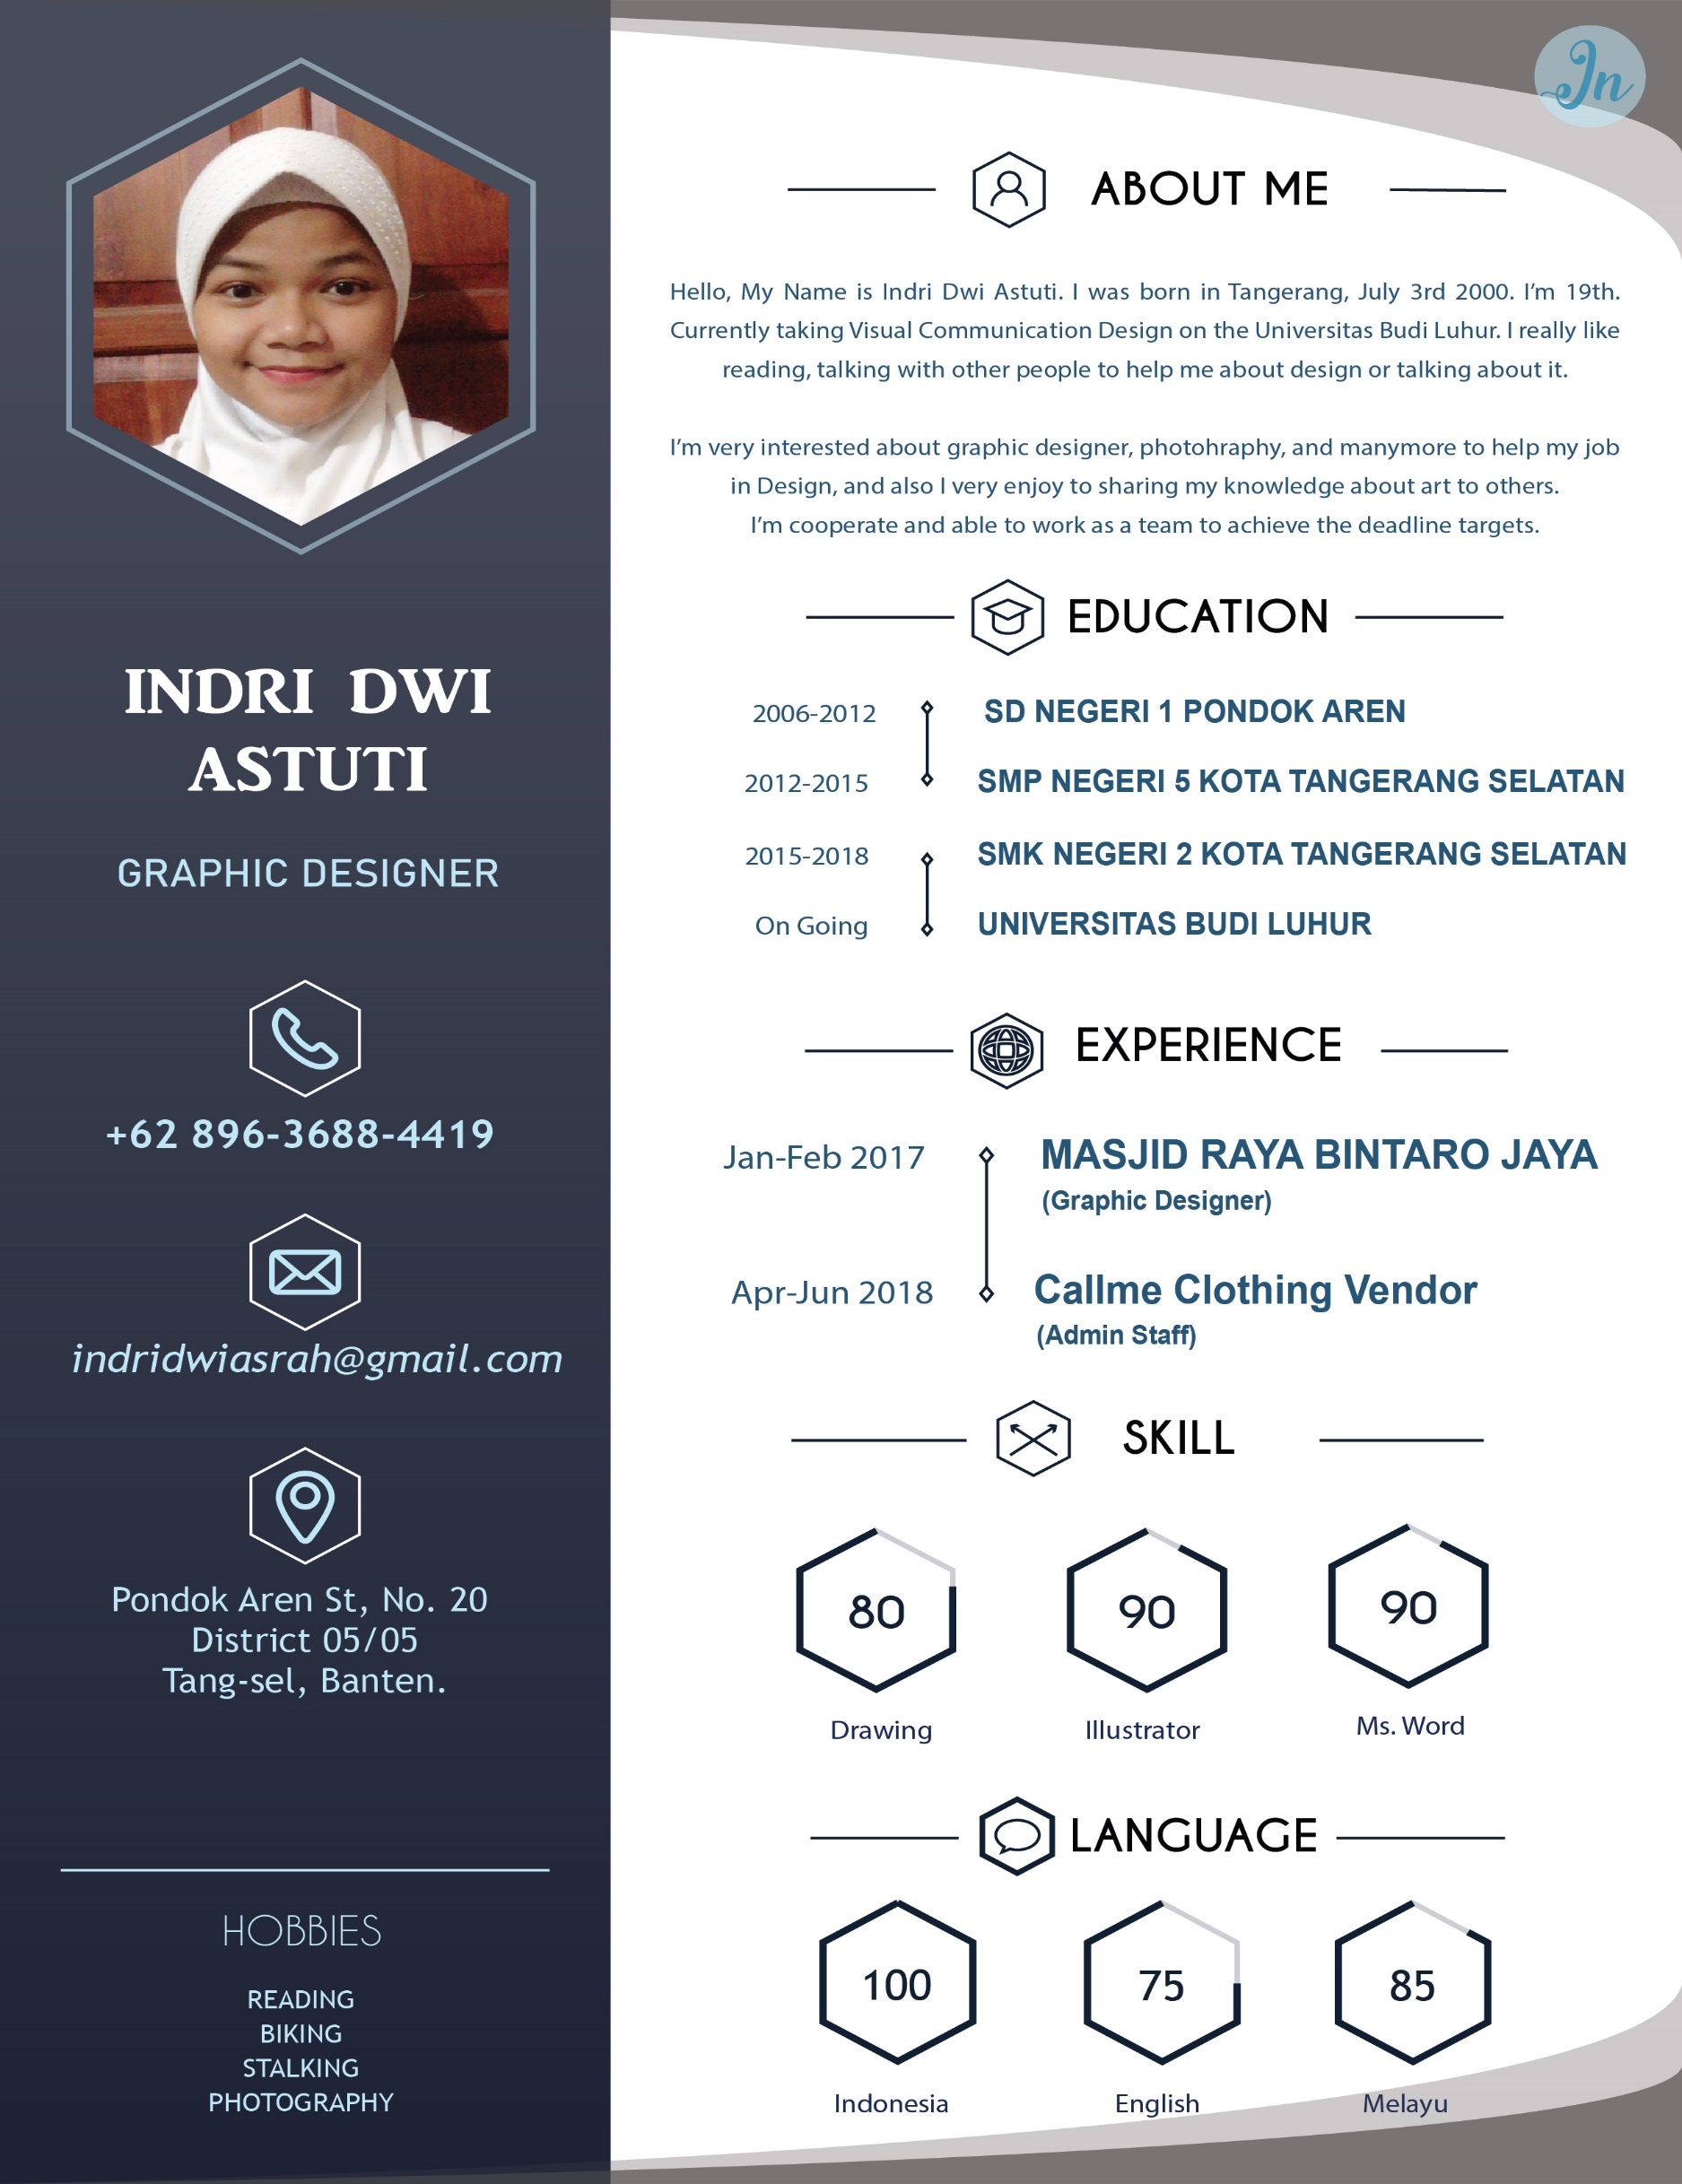 INDRI DWI
ASTUTI
GRAPHIC DESIGNER
+62 896-3688-4419
indridwiasrah@gmail.com
Pondok Aren St, No. 20
District 05/05
Tang-sel, Banten.
HOBBIES
READING
BIKING
STALKING
PHOTOGRAPHY
In
ABOUT ME
Hello, My Name is Indri Dwi Astuti. I was born in Tangerang, July 3rd 2000. I'm 19th.
Currently taking Visual Communication Design on the Universitas Budi Luhur. I really like
reading, talking with other people to help me about design or talking about it.
I'm very interested about graphic designer, photohraphy, and manymore to help my job
in Design, and also I very enjoy to sharing my knowledge about art to others.
I'm cooperate and able to work as a team to achieve the deadline targets.
EDUCATION
2006-2012 SD NEGERI 1 PONDOK AREN
2012-2015 SMP NEGERI 5 KOTA TANGERANG SELATAN
2015-2018 SMK NEGERI 2 KOTA TANGERANG SELATAN
On Going UNIVERSITAS BUDI LUHUR
EXPERIENCE
Jan-Feb 2017 MASJID RAYA BINTARO JAYA
(Graphic Designer)
Apr-Jun 2018 Callme Clothing Vendor
(Admin Staff)
SKILL
80 90 90
Drawing Illustrator Ms. Word
LANGUAGE
100 75 85
Indonesia English Melayu